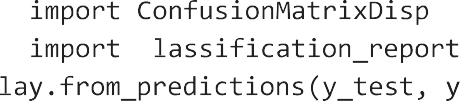 import ConfusionMatrixDisp
import lassification_report
lay.from_predictions(y_test, y